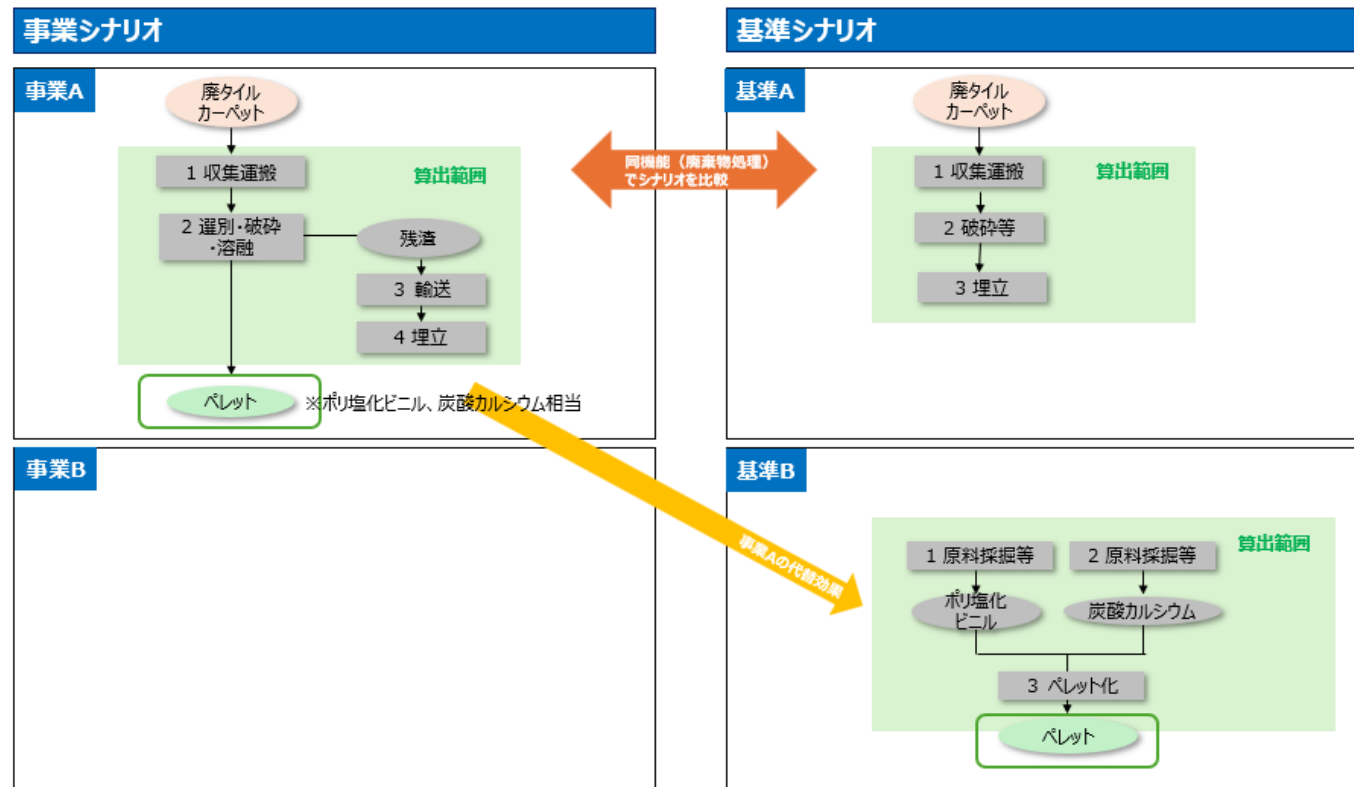 事業シナリオ
基準シナリオ
事業A
廃タイル
カーペット
算出範囲
1 収集運搬
2 選別・破砕
・溶融
残渣
3 輸送
4 埋立
ペレット
※ポリ塩化ビニル、炭酸カルシウム相当
同機能（廃棄物処理）
でシナリオを比較
基準A
廃タイル
カーペット
算出範囲
1 収集運搬
2 破砕等
3 埋立
事業B
事業Aの代替効果
基準B
算出範囲
1 原料採掘等
2 原料採掘等
ポリ塩化
ビニル
炭酸カルシウム
3 ペレット化
ペレット